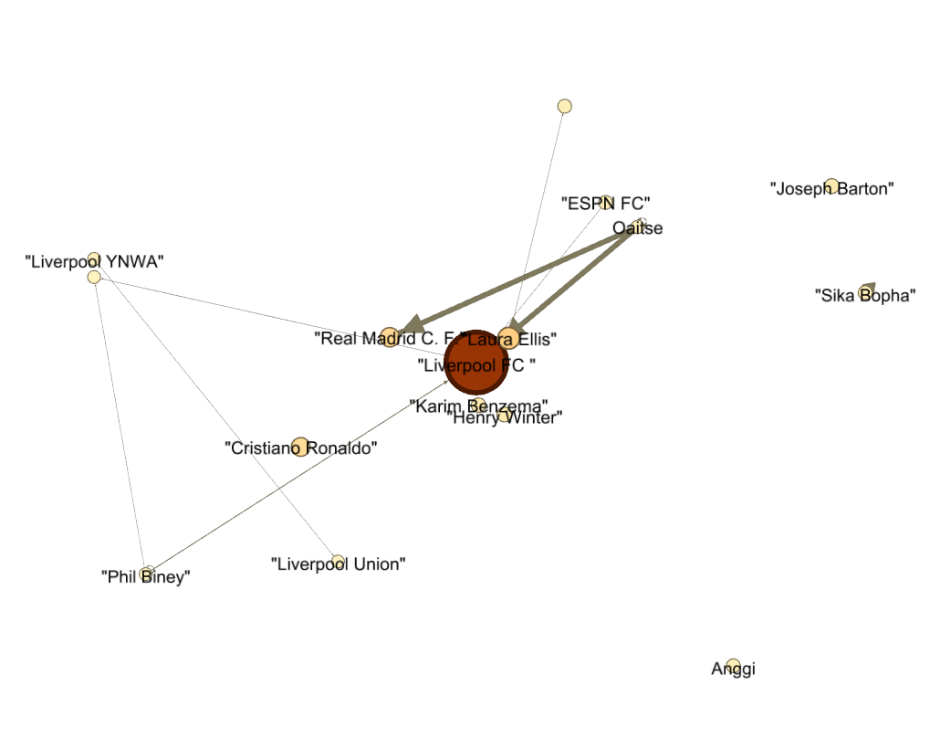 "ESPN FC"
"Joseph Barton"
Oaitse
"Liverpool YNWA"
"Sika Bopha"
"Real Madrid C. F."
"Laura Ellis"
"Liverpool FC "
"Karim Benzema"
"Henry Winter"
"Cristiano Ronaldo"
"Liverpool Union"
"Phil Biney"
Anggi